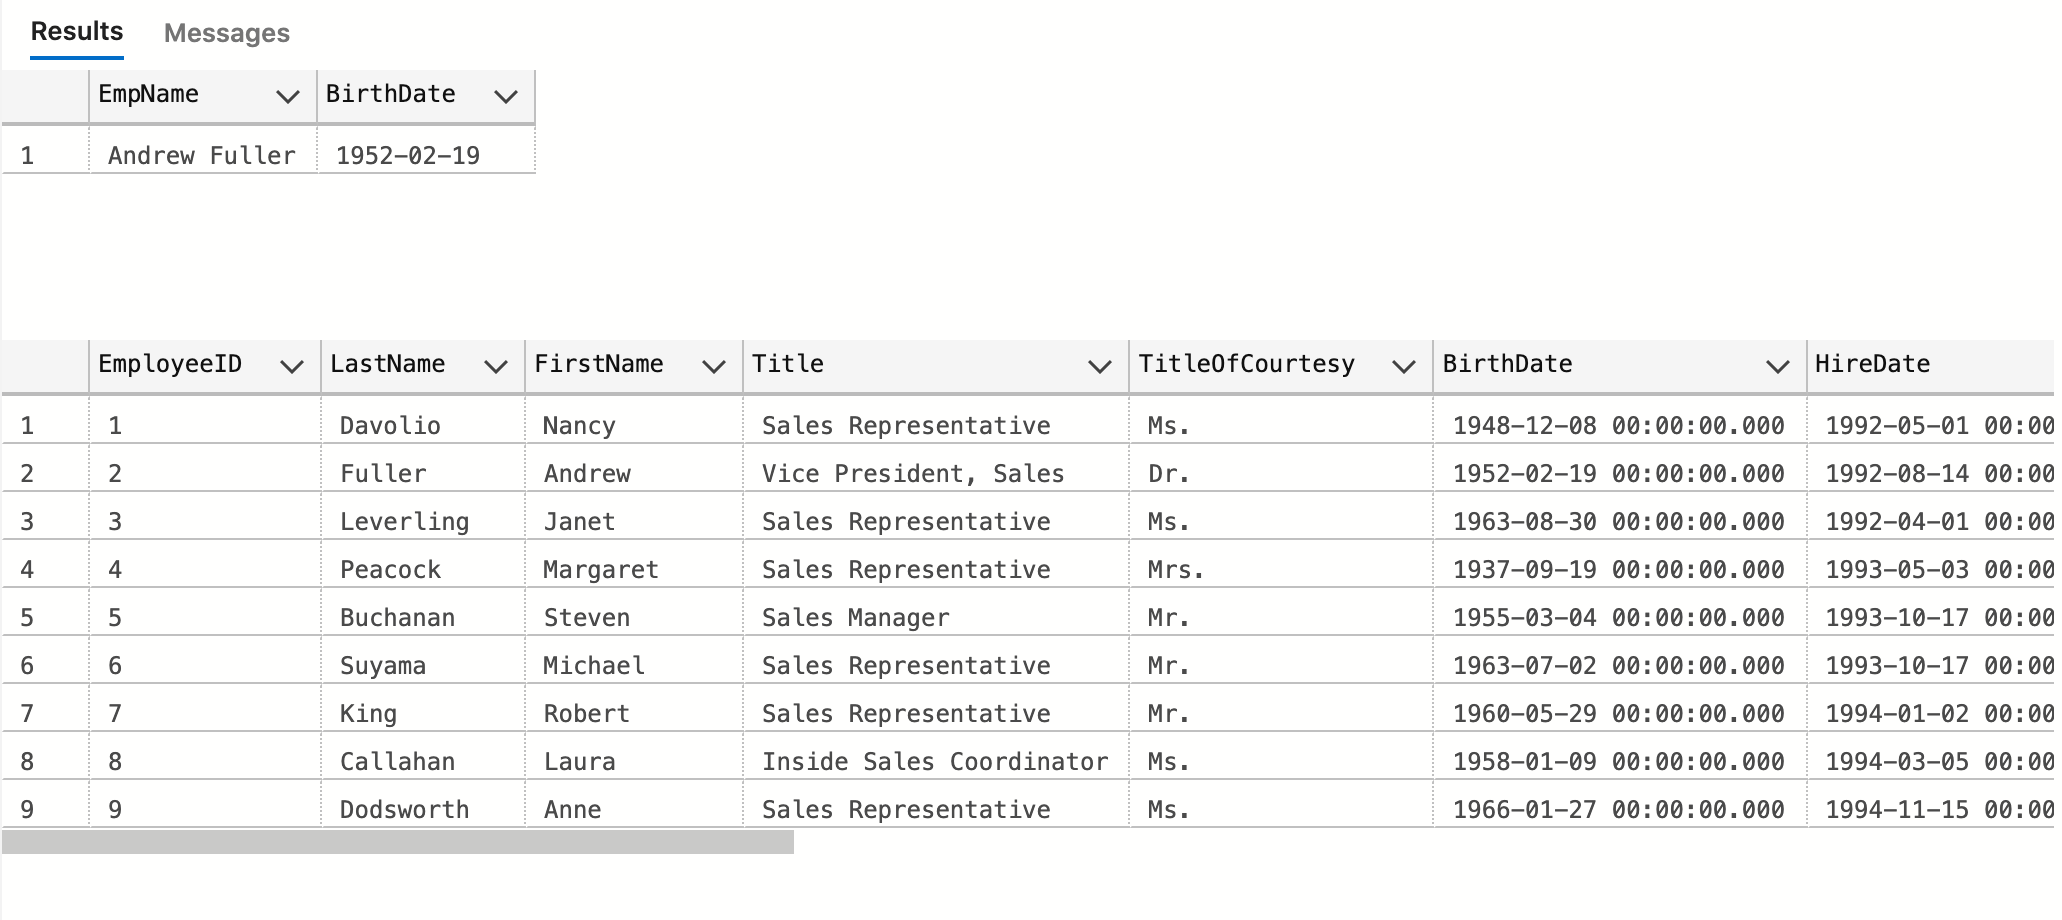 Results Messages
EmpName BirthDate
1 Andrew Fuller 1952-02-19
EmployeeID LastName FirstName Title TitleOfCourtesy BirthDate HireDate
1 1 Davolio Nancy Sales Representative Ms. 1948-12-08 00:00:00.000 1992-05-01 00:00
2 2 Fuller Andrew Vice President, Sales Dr. 1952-02-19 00:00:00.000 1992-08-14 00:00
3 3 Leverling Janet Sales Representative Ms. 1963-08-30 00:00:00.000 1992-04-01 00:00
4 4 Peacock Margaret Sales Representative Mrs. 1937-09-19 00:00:00.000 1993-05-03 00:00
5 5 Buchanan Steven Sales Manager Mr. 1955-03-04 00:00:00.000 1993-10-17 00:00
6 6 Suyama Michael Sales Representative Mr. 1963-07-02 00:00:00.000 1993-10-17 00:00
7 7 King Robert Sales Representative Mr. 1960-05-29 00:00:00.000 1994-01-02 00:00
8 8 Callahan Laura Inside Sales Coordinator Ms. 1958-01-09 00:00:00.000 1994-03-05 00:00
9 9 Dodsworth Anne Sales Representative Ms. 1966-01-27 00:00:00.000 1994-11-15 00:00